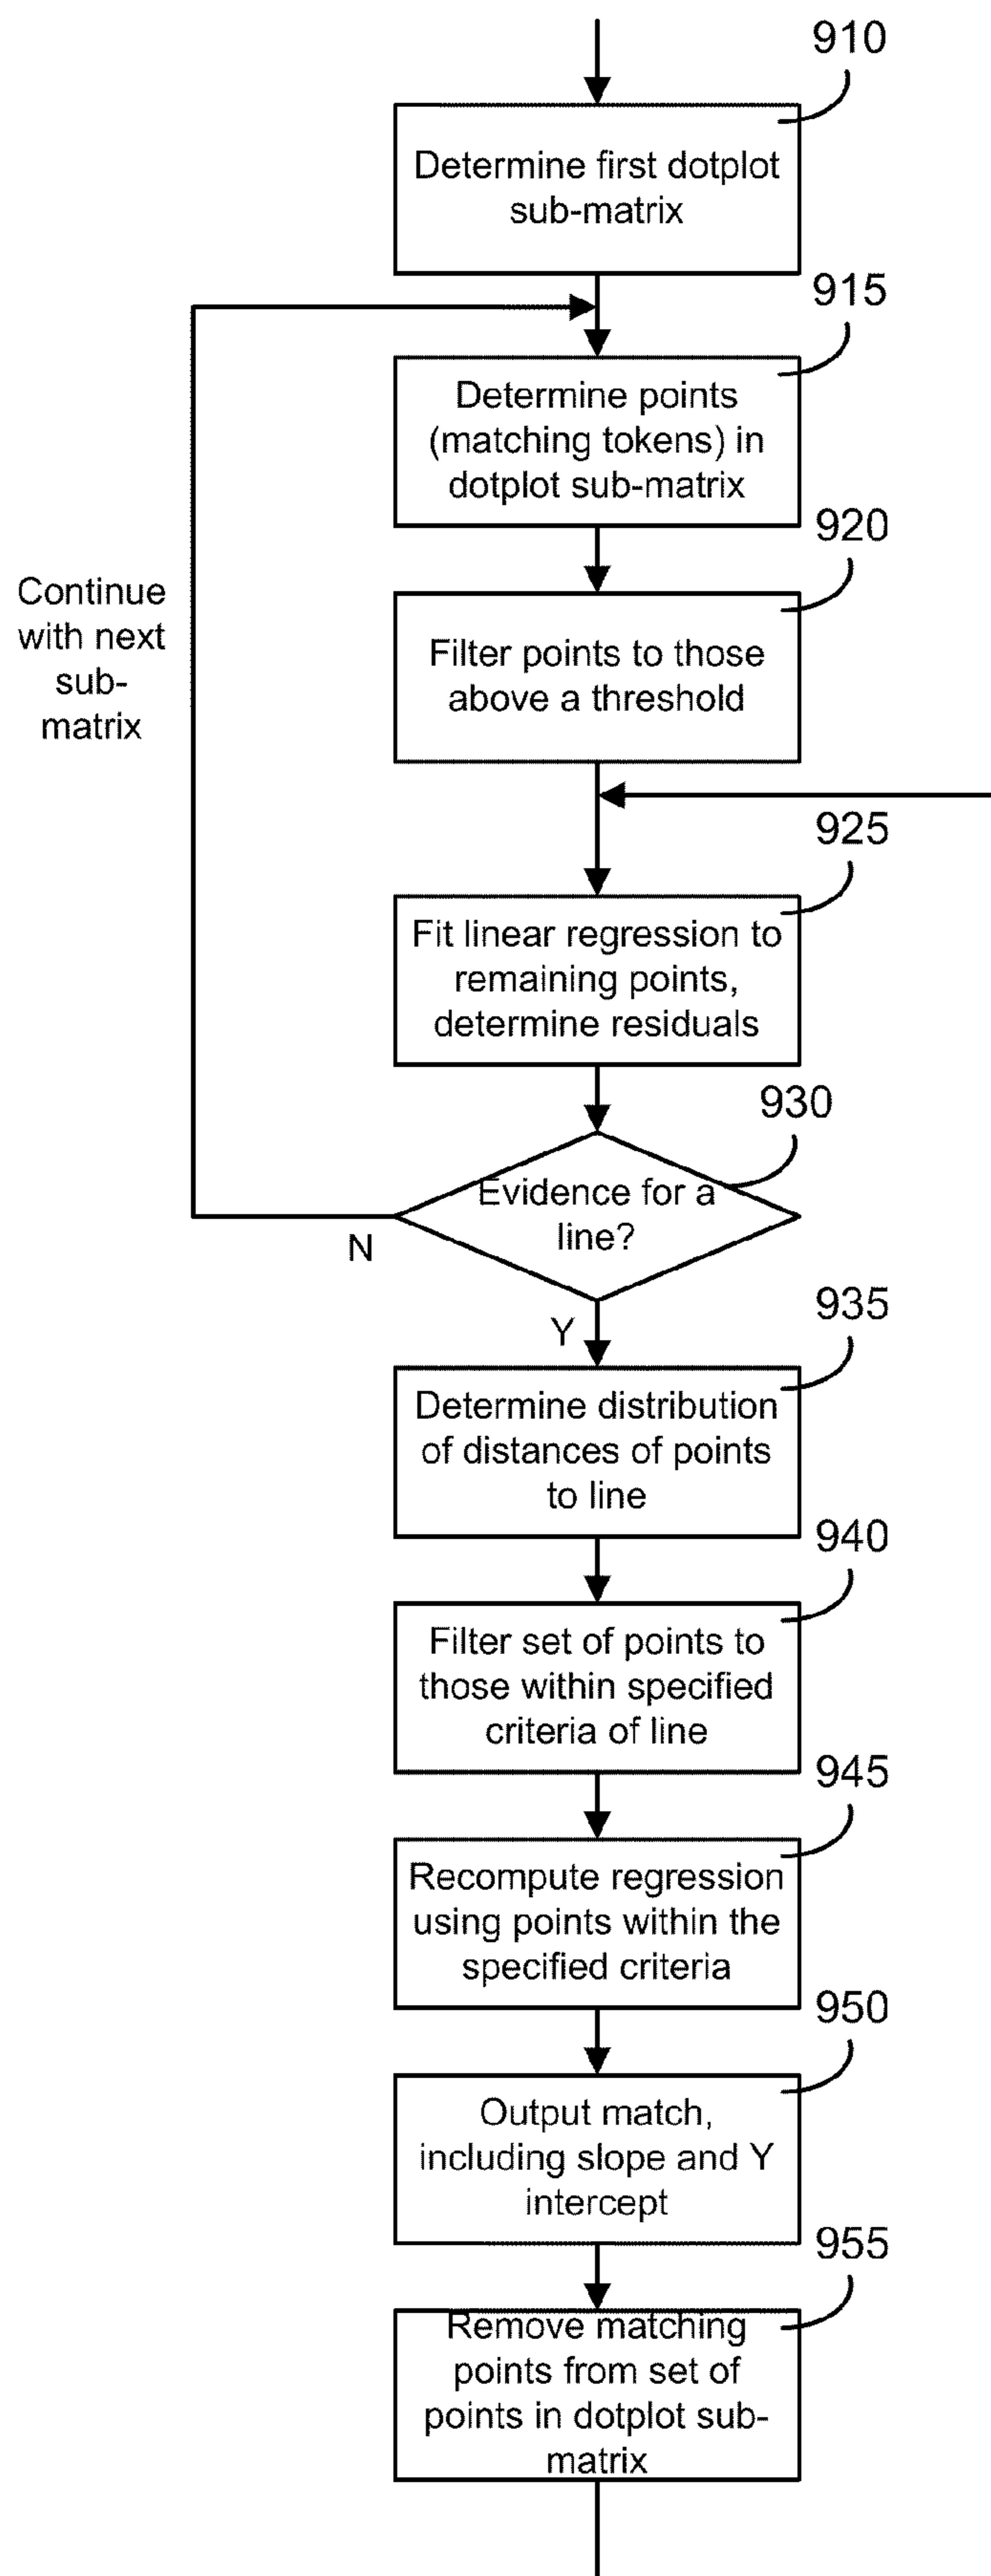 910
Determine first dotplot
sub-matrix
915
Determine points
(matching tokens) in
dotplot sub-matrix
920
Continue
with next
sub-
matrix
Filter points to those
above a threshold
925
Fit linear regression to
remaining points,
determine residuals
930
Evidence for a
line?
N
Y
935
Determine distribution
of distances of points
to line
940
Filter set of points to
those within specified
criteria of line
945
Recompute regression
using points within the
specified criteria
950
Output match,
including slope and Y
intercept
955
Remove matching
points from set of
points in dotplot sub-
matrix